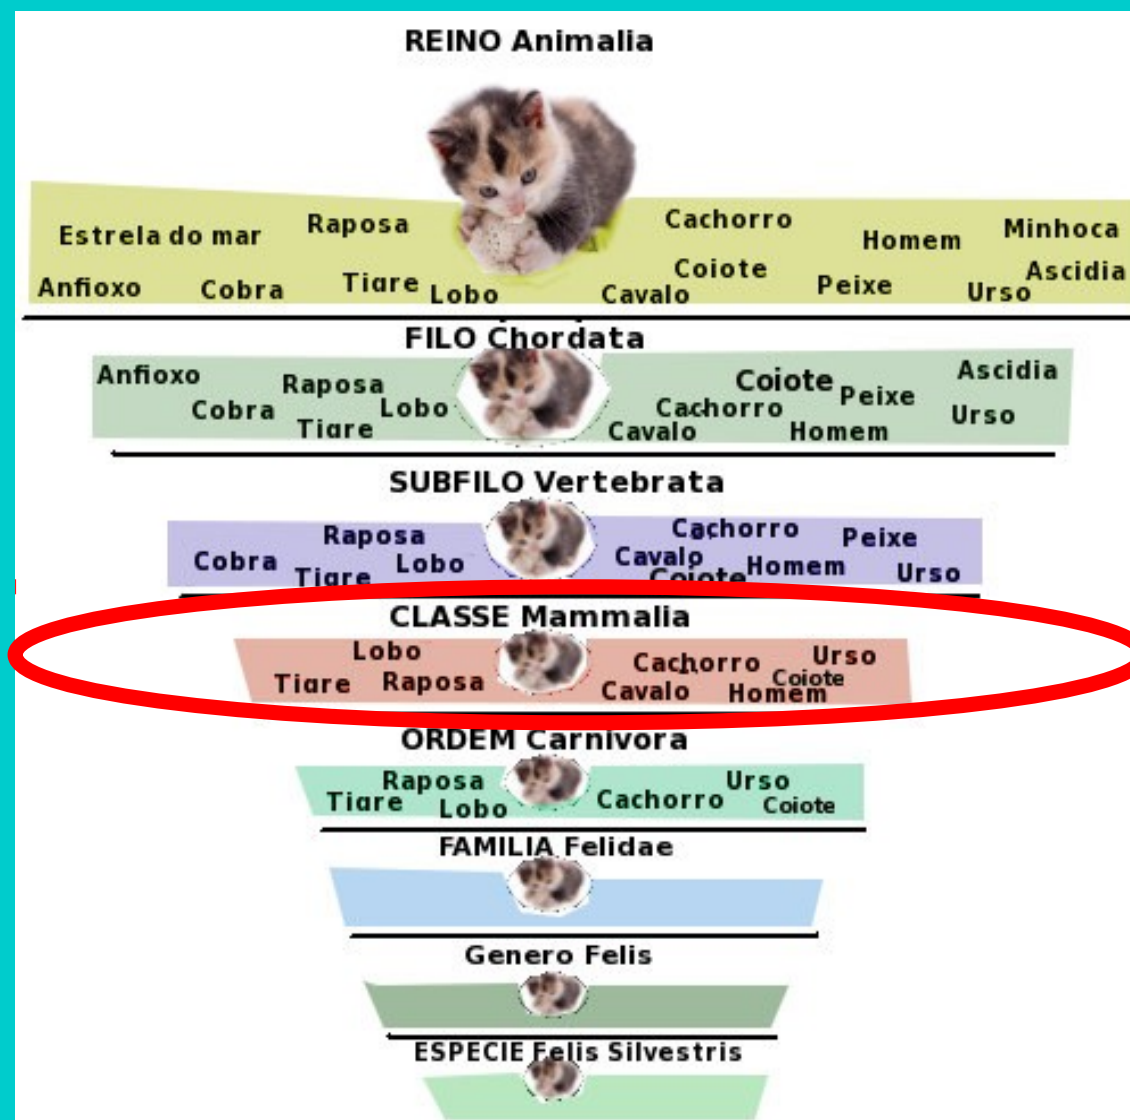 REINO Animalia
Raposa Cachorro
Estrela do mar Homem Minhoca
Anfioxo Cobra Tigre Lobo Cavalo Coiote Peixe Urso Ascidia
FILO Chordata
Anfioxo Raposa Coiote Peixe Ascidia
Cobra Lobo Cachorro Urso
Tigre Cavalo Homem
SUBFILO Vertebrata
Raposa Cachorro Peixe
Cobra Lobo Cavalo Homem
Tigre Coiote Urso
CLASSE Mammalia
Lobo Cachorro Urso
Tigre Raposa Cavalo Homem Coiote
ORDEM Carnivora
Raposa Urso
Tigre Lobo Cachorro Coiote
FAMILIA Felidae
Genero Felis
ESPECIE Felis Silvestris